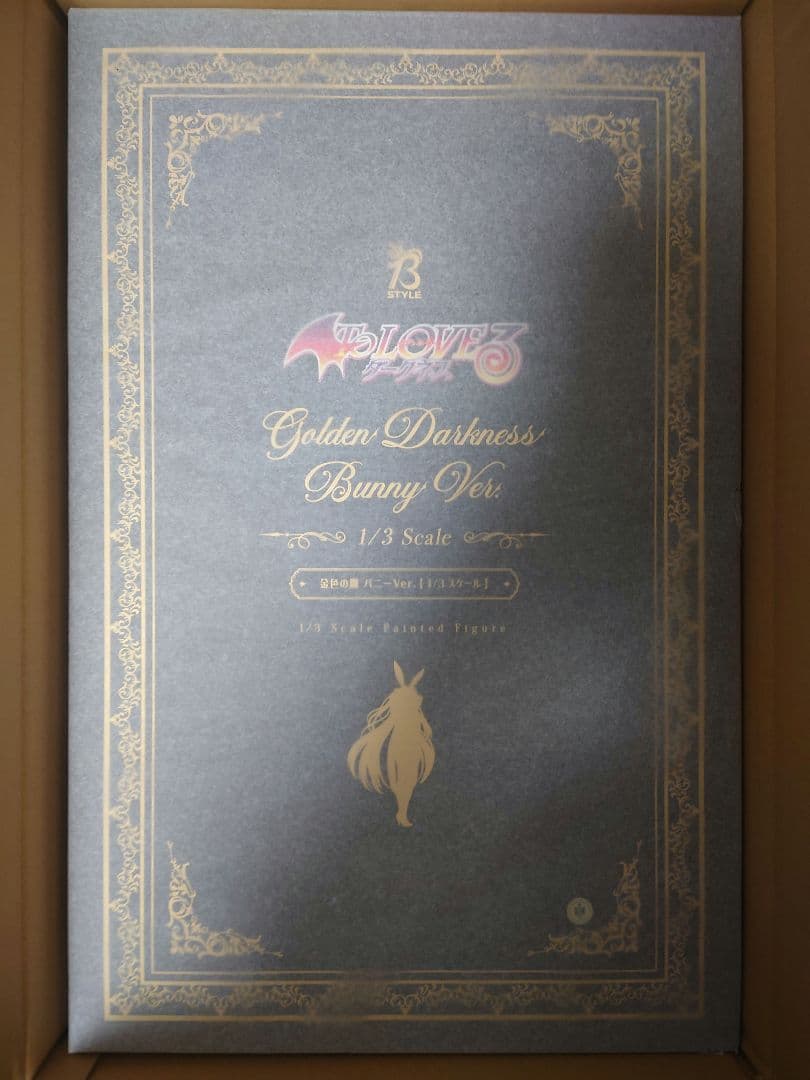 B
STYLE
To LOVEる
ダークネス
Golden Darkness
Bunny Ver.
1/3 Scale
金色の闇 バニーVer.【1/3スケール】
1/3 Scale Painted Figure